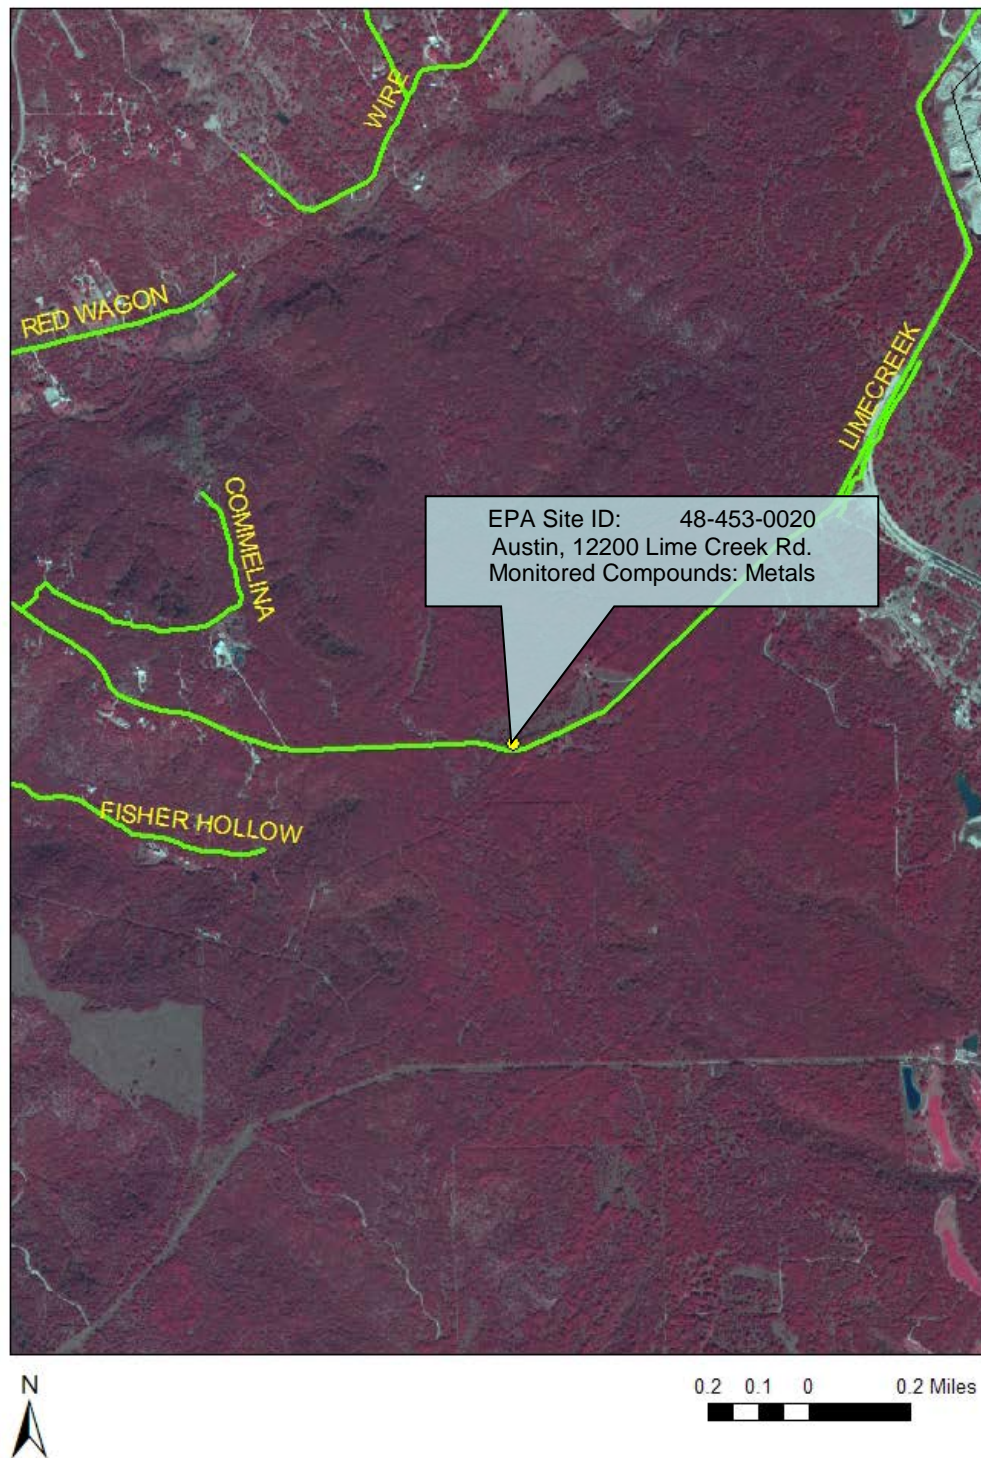 WIRE
RED WAGON
LIMECREEK
COMMELINA
EPA Site ID: 48-453-0020
Austin, 12200 Lime Creek Rd.
Monitored Compounds: Metals
FISHER HOLLOW
N
0.2 0.1 0 0.2 Miles